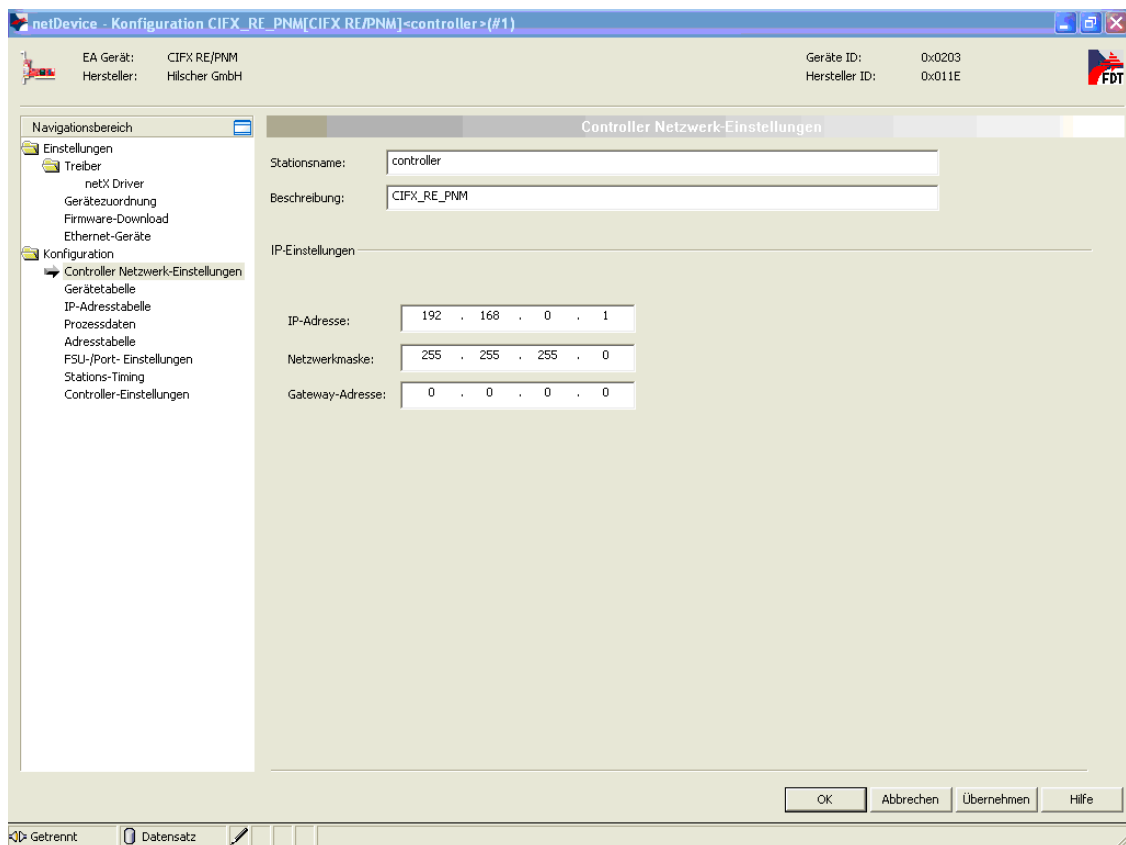 netDevice - Konfiguration CIFX_RE_PNM[CIFX RE/PNM]<controller>(#1)
EA Gerät: CIFX RE/PNM Geräte ID: 0x0203
Hersteller: Hilscher GmbH Hersteller ID: 0x011E
FDT
Navigationsbereich
Einstellungen
Treiber
netX Driver
Gerätezuordnung
Firmware-Download
Ethernet-Geräte
Konfiguration
Controller Netzwerk-Einstellungen
Gerätetabelle
IP-Adresstabelle
Prozessdaten
Adresstabelle
FSU-/Port- Einstellungen
Stations-Timing
Controller-Einstellungen
Controller Netzwerk-Einstellungen
Stationsname: controller
Beschreibung: CIFX_RE_PNM
IP-Einstellungen
IP-Adresse: 192 . 168 . 0 . 1
Netzwerkmaske: 255 . 255 . 255 . 0
Gateway-Adresse: 0 . 0 . 0 . 0
OK Abbrechen Übernehmen Hilfe
Getrennt Datensatz